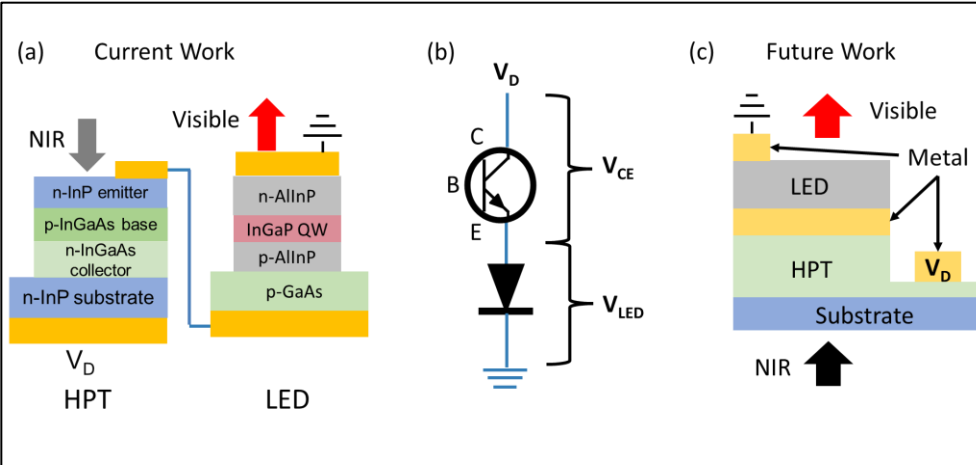 (a) Current Work
NIR
Visible
n-InP emitter
p-InGaAs base
n-InGaAs
collector
n-InP substrate
V_D
HPT
n-AlInP
InGaP QW
p-AlInP
p-GaAs
LED
(b)
V_D
C
B
E
V_CE
V_LED
(c) Future Work
Visible
Metal
LED
HPT
V_D
Substrate
NIR